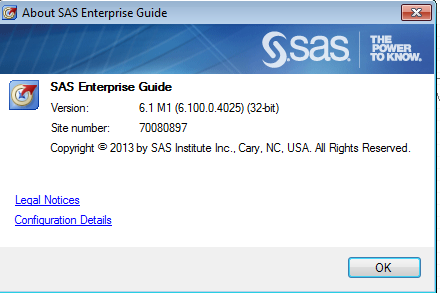 About SAS Enterprise Guide
sas
THE
POWER
TO KNOW.
SAS Enterprise Guide
Version: 6.1 M1 (6.100.0.4025) (32-bit)
Site number: 70080897
Copyright © 2013 by SAS Institute Inc., Cary, NC, USA. All Rights Reserved.
Legal Notices
Configuration Details
OK